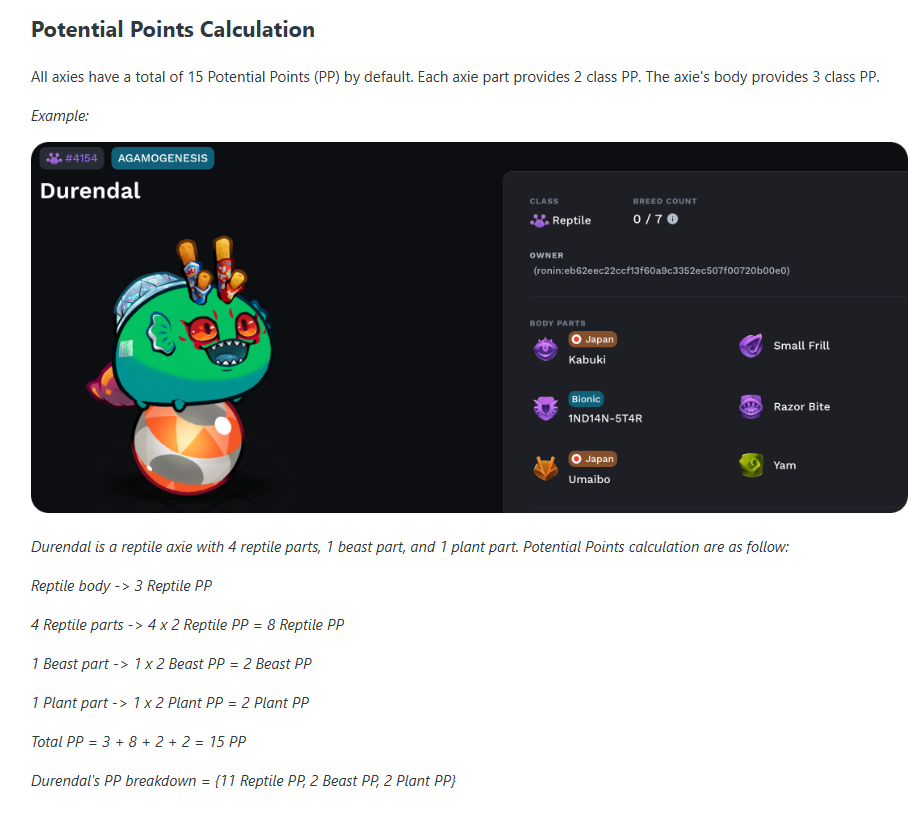 Potential Points Calculation
All axies have a total of 15 Potential Points (PP) by default. Each axie part provides 2 class PP. The axie's body provides 3 class PP.
Example:
#4154 AGAMOGENESIS
Durendal
CLASS BREED COUNT
Reptile 0 / 7
OWNER
(ronin:eb62eec22ccf13f60a9c3352ec507f00720b00e0)
BODY PARTS
Japan
Kabuki
Small Frill
Bionic
1ND14N-5T4R
Razor Bite
Japan
Umaibo
Yam
Durendal is a reptile axie with 4 reptile parts, 1 beast part, and 1 plant part. Potential Points calculation are as follow:
Reptile body -> 3 Reptile PP
4 Reptile parts -> 4 x 2 Reptile PP = 8 Reptile PP
1 Beast part -> 1 x 2 Beast PP = 2 Beast PP
1 Plant part -> 1 x 2 Plant PP = 2 Plant PP
Total PP = 3 + 8 + 2 + 2 = 15 PP
Durendal's PP breakdown = {11 Reptile PP, 2 Beast PP, 2 Plant PP}